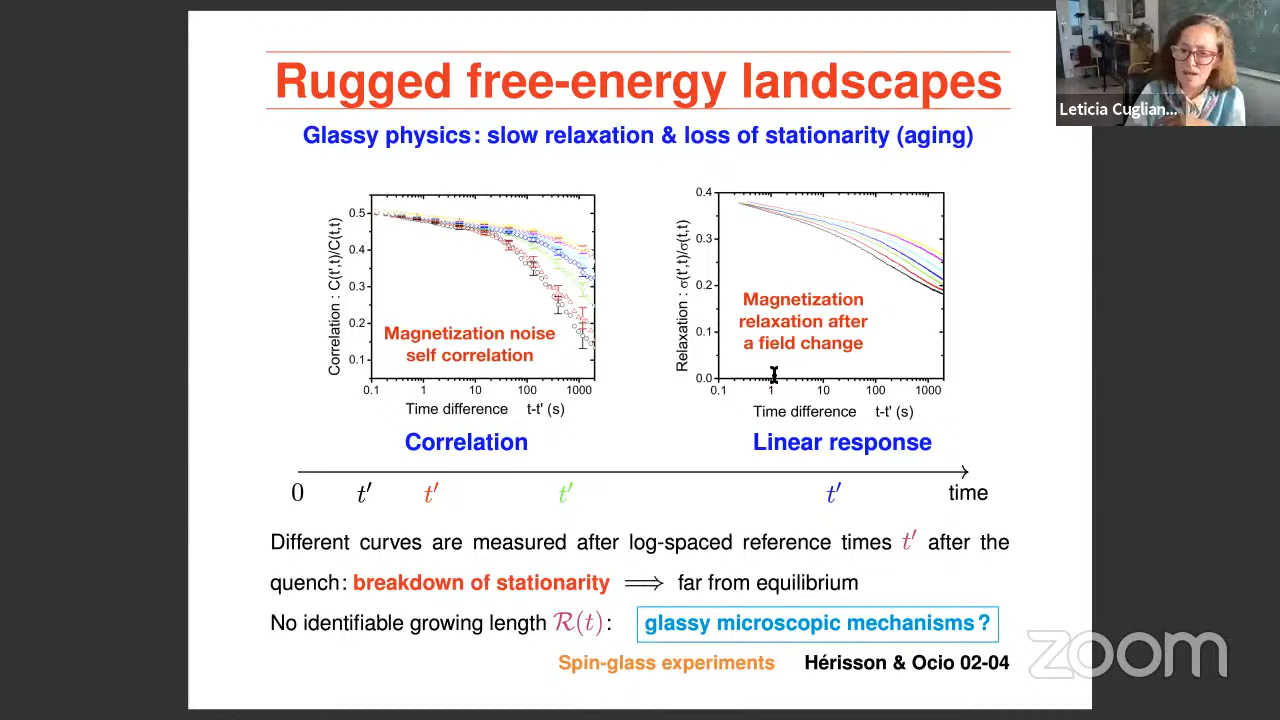 Rugged free-energy landscapes
Leticia Cuglian...
Glassy physics: slow relaxation & loss of stationarity (aging)
Correlation : C(t',t)/C(t,t)
0.5
0.4
0.3
0.2
0.1
Magnetization noise
self correlation
0.1 1 10 100 1000
Time difference t-t' (s)
Correlation
Relaxation : σ(t',t)/σ(t,t)
0.4
0.3
0.2
0.1
0.0
Magnetization
relaxation after
a field change
0.1 1 10 100 1000
Time difference t-t' (s)
Linear response
0 t′ t′ t′ t′ time
Different curves are measured after log-spaced reference times t′ after the
quench: breakdown of stationarity ⟹ far from equilibrium
No identifiable growing length R(t): glassy microscopic mechanisms?
Spin-glass experiments Hérisson & Ocio 02-04
zoom